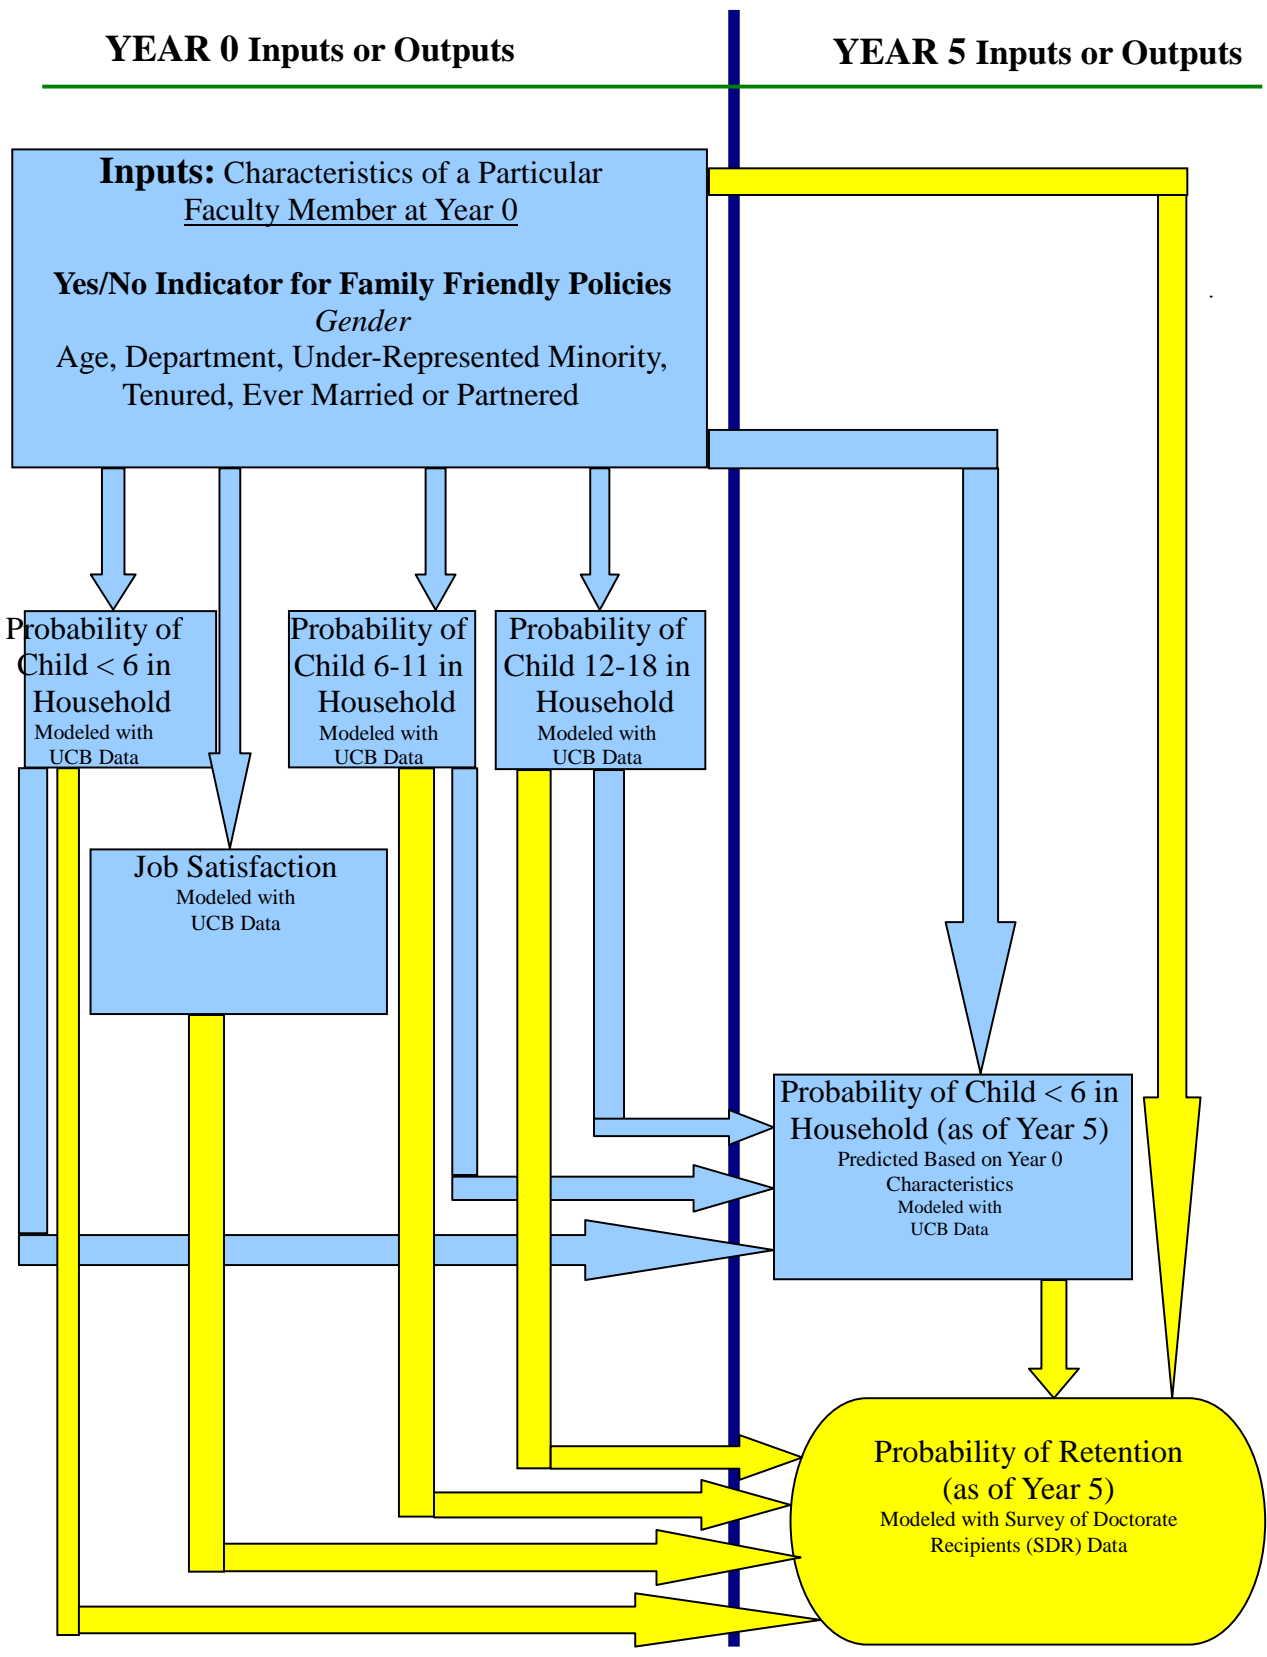 YEAR 0 Inputs or Outputs
YEAR 5 Inputs or Outputs
Inputs: Characteristics of a Particular
Faculty Member at Year 0
Yes/No Indicator for Family Friendly Policies
Gender
Age, Department, Under-Represented Minority,
Tenured, Ever Married or Partnered
.
Probability of
Child < 6 in
Household
Modeled with
UCB Data
Probability of
Child 6-11 in
Household
Modeled with
UCB Data
Probability of
Child 12-18 in
Household
Modeled with
UCB Data
Job Satisfaction
Modeled with
UCB Data
Probability of Child < 6 in
Household (as of Year 5)
Predicted Based on Year 0
Characteristics
Modeled with
UCB Data
Probability of Retention
(as of Year 5)
Modeled with Survey of Doctorate
Recipients (SDR) Data